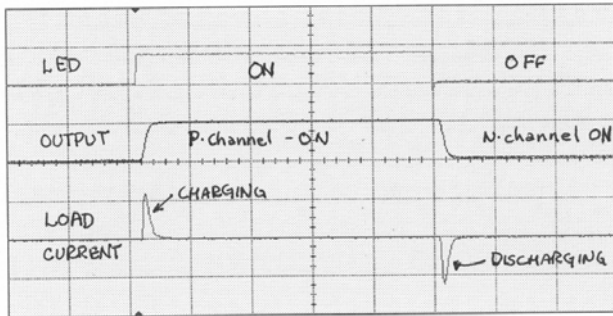 LED
ON
OFF
OUTPUT
P-channel - ON
N-channel ON
CHARGING
LOAD
CURRENT
DISCHARGING